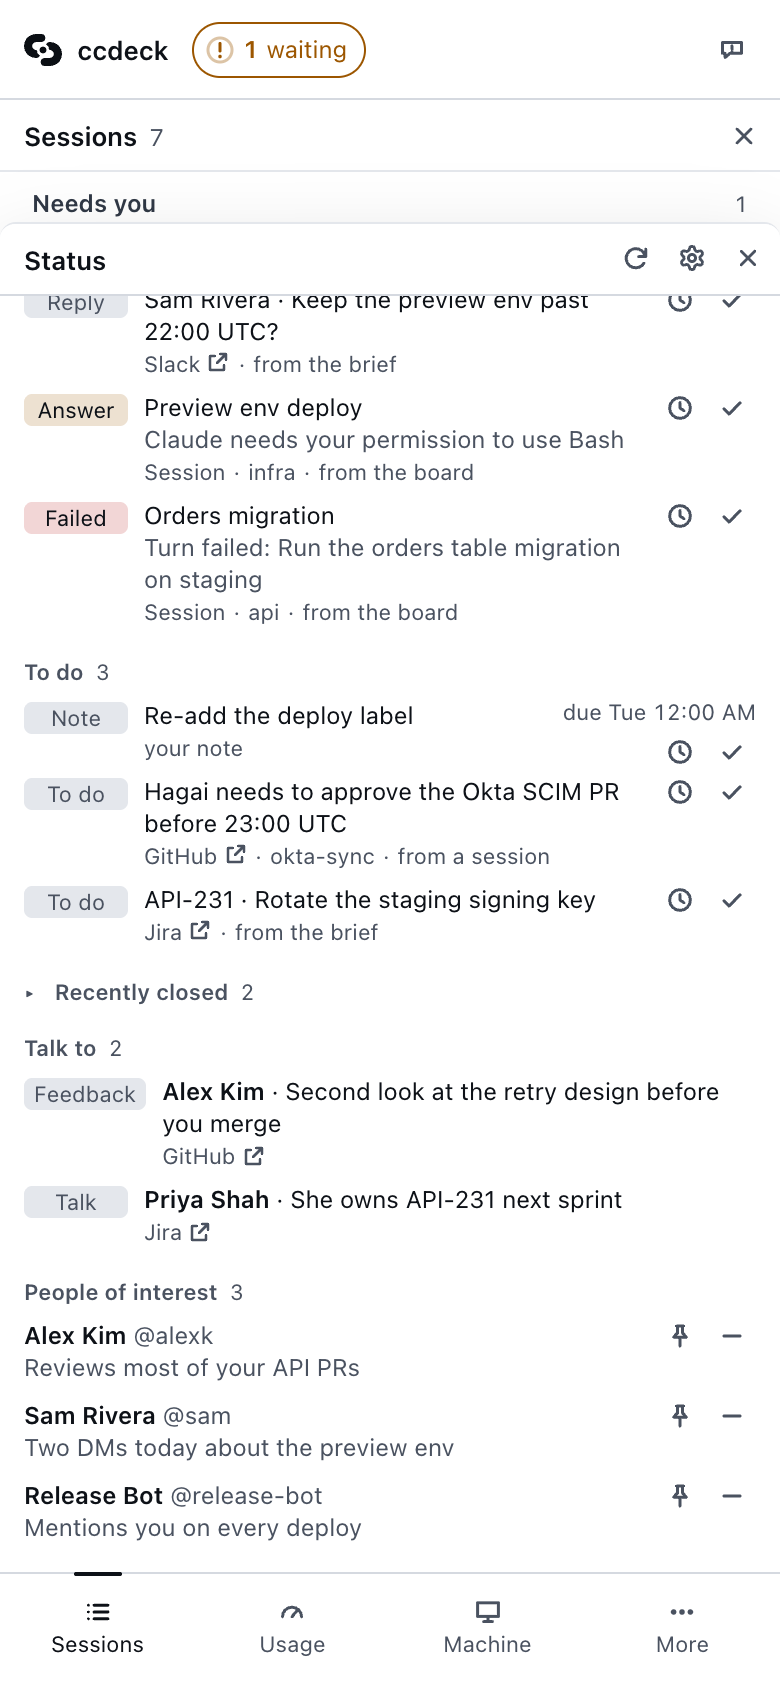 ccdeck
1 waiting
Sessions 7
Needs you 1
Status
Reply Sam Rivera · Keep the preview env past
22:00 UTC?
Slack · from the brief
Answer Preview env deploy
Claude needs your permission to use Bash
Session · infra · from the board
Failed Orders migration
Turn failed: Run the orders table migration
on staging
Session · api · from the board
To do 3
Note Re-add the deploy label due Tue 12:00 AM
your note
To do Hagai needs to approve the Okta SCIM PR
before 23:00 UTC
GitHub · okta-sync · from a session
To do API-231 · Rotate the staging signing key
Jira · from the brief
Recently closed 2
Talk to 2
Feedback Alex Kim · Second look at the retry design before
you merge
GitHub
Talk Priya Shah · She owns API-231 next sprint
Jira
People of interest 3
Alex Kim @alexk
Reviews most of your API PRs
Sam Rivera @sam
Two DMs today about the preview env
Release Bot @release-bot
Mentions you on every deploy
Sessions Usage Machine More